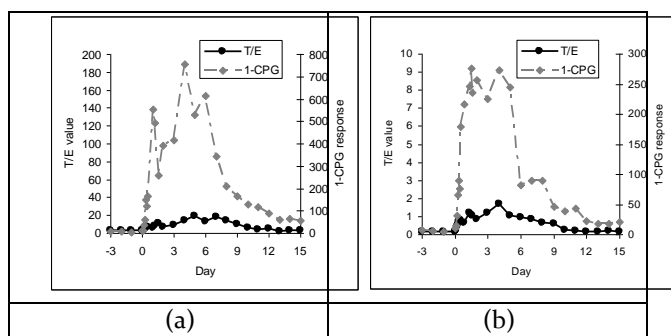 T/E
1-CPG
200
180
160
140
120
100
80
60
40
20
0
T/E value
800
700
600
500
400
300
200
100
0
1-CPG response
-3 0 3 6 9 12 15
Day
(a)
T/E
1-CPG
10
9
8
7
6
5
4
3
2
1
0
T/E value
300
250
200
150
100
50
0
1-CPG response
-3 0 3 6 9 12 15
Day
(b)